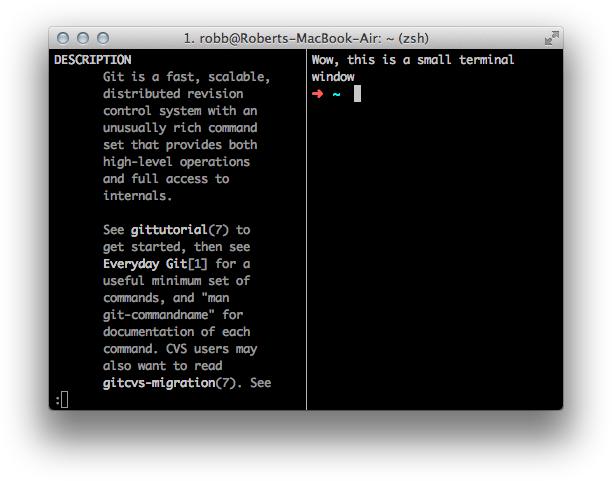 1. robb@Roberts-MacBook-Air: ~ (zsh)
DESCRIPTION
Git is a fast, scalable,
distributed revision
control system with an
unusually rich command
set that provides both
high-level operations
and full access to
internals.
See gittutorial(7) to
get started, then see
Everyday Git[1] for a
useful minimum set of
commands, and "man
git-commandname" for
documentation of each
command. CVS users may
also want to read
gitcvs-migration(7). See
:
Wow, this is a small terminal
window
➜ ~